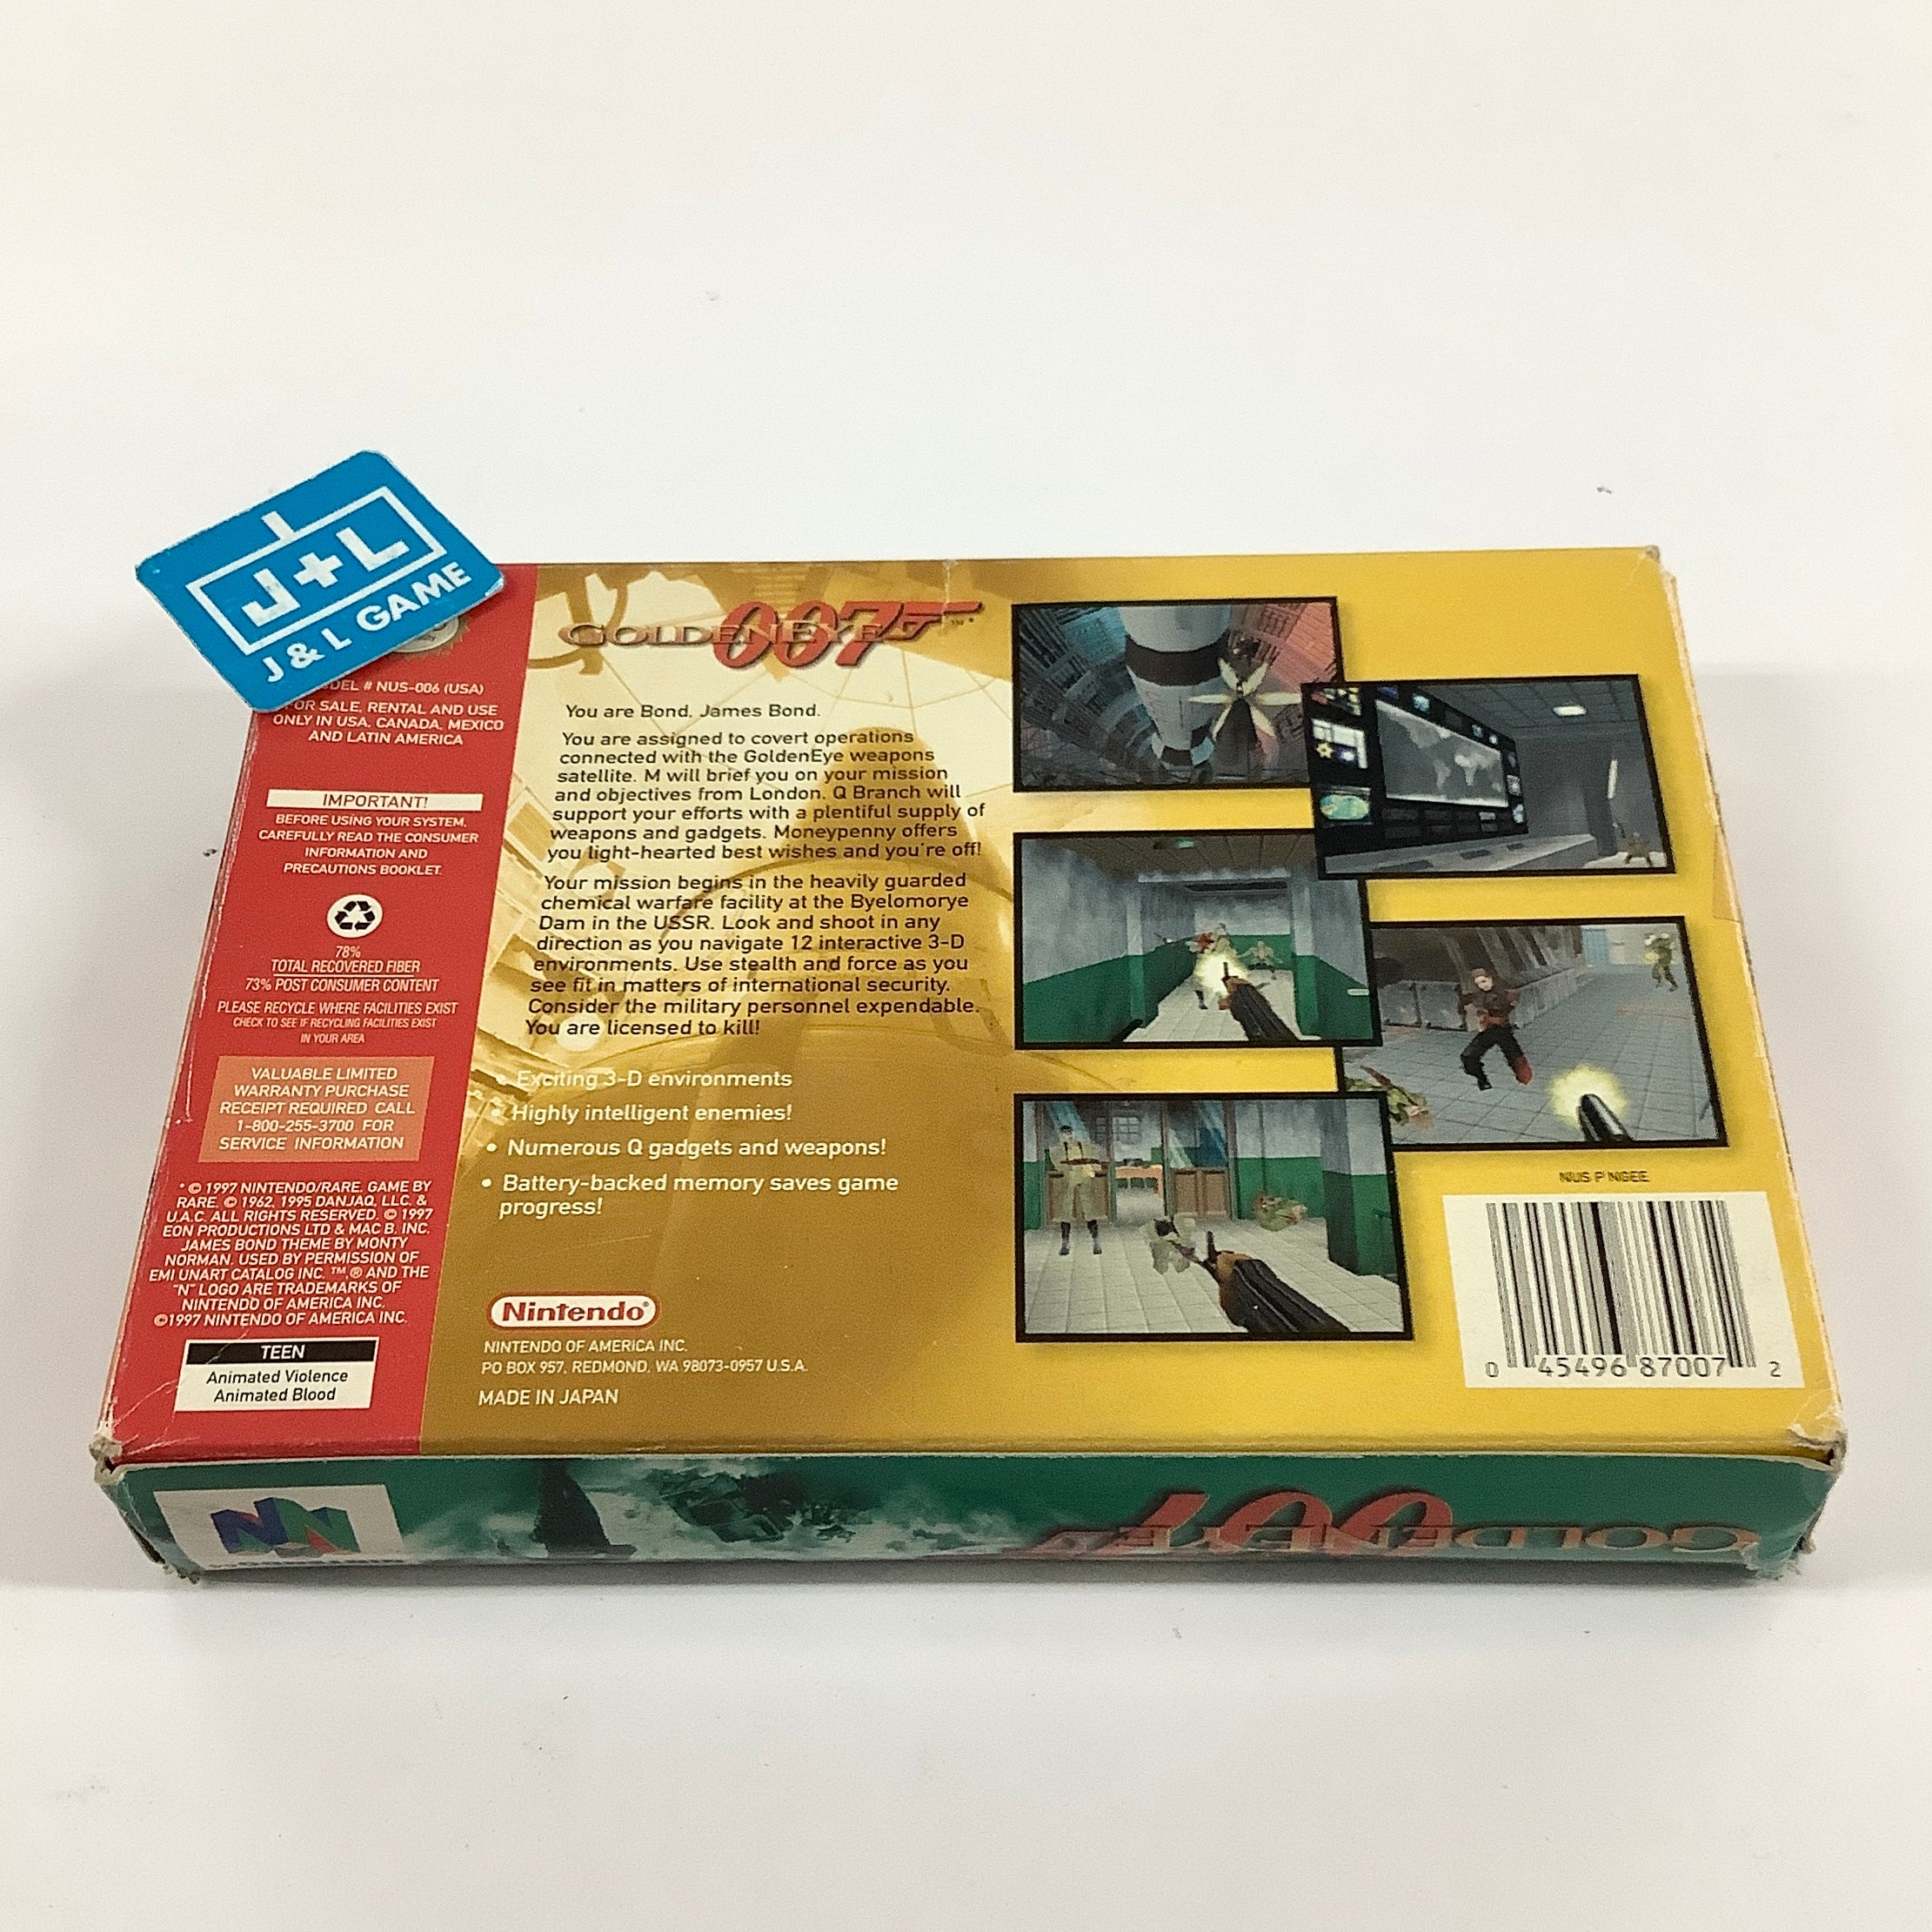 J+L
J & L GAME
# NUS-006 (USA)
FOR SALE, RENTAL AND USE
ONLY IN USA, CANADA, MEXICO
AND LATIN AMERICA
IMPORTANT!
BEFORE USING YOUR SYSTEM,
CAREFULLY READ THE CONSUMER
INFORMATION AND
PRECAUTIONS BOOKLET.
78%
TOTAL RECOVERED FIBER
73% POST CONSUMER CONTENT
PLEASE RECYCLE WHERE FACILITIES EXIST
CHECK TO SEE IF RECYCLING FACILITIES EXIST
IN YOUR AREA
VALUABLE LIMITED
WARRANTY PURCHASE
RECEIPT REQUIRED CALL
1-800-255-3700 FOR
SERVICE INFORMATION
* © 1997 NINTENDO/RARE. GAME BY
RARE. © 1962, 1995 DANJAQ, LLC. &
U.A.C. ALL RIGHTS RESERVED. © 1997
EON PRODUCTIONS LTD & MAC B. INC.
JAMES BOND THEME BY MONTY
NORMAN. USED BY PERMISSION OF
EMI UNART CATALOG INC. ™,® AND THE
"N" LOGO ARE TRADEMARKS OF
NINTENDO OF AMERICA INC.
©1997 NINTENDO OF AMERICA INC.
TEEN
Animated Violence
Animated Blood
GOLDENEYE 007 ™*
You are Bond. James Bond.
You are assigned to covert operations
connected with the GoldenEye weapons
satellite. M will brief you on your mission
and objectives from London. Q Branch will
support your efforts with a plentiful supply of
weapons and gadgets. Moneypenny offers
you light-hearted best wishes and you're off!
Your mission begins in the heavily guarded
chemical warfare facility at the Byelomorye
Dam in the USSR. Look and shoot in any
direction as you navigate 12 interactive 3-D
environments. Use stealth and force as you
see fit in matters of international security.
Consider the military personnel expendable.
You are licensed to kill!
• Exciting 3-D environments
• Highly intelligent enemies!
• Numerous Q gadgets and weapons!
• Battery-backed memory saves game
progress!
Nintendo®
NINTENDO OF AMERICA INC.
PO BOX 957, REDMOND, WA 98073-0957 U.S.A.
MADE IN JAPAN
NUS P NGEE
0 45496 87007 2
GOLDENEYE 007